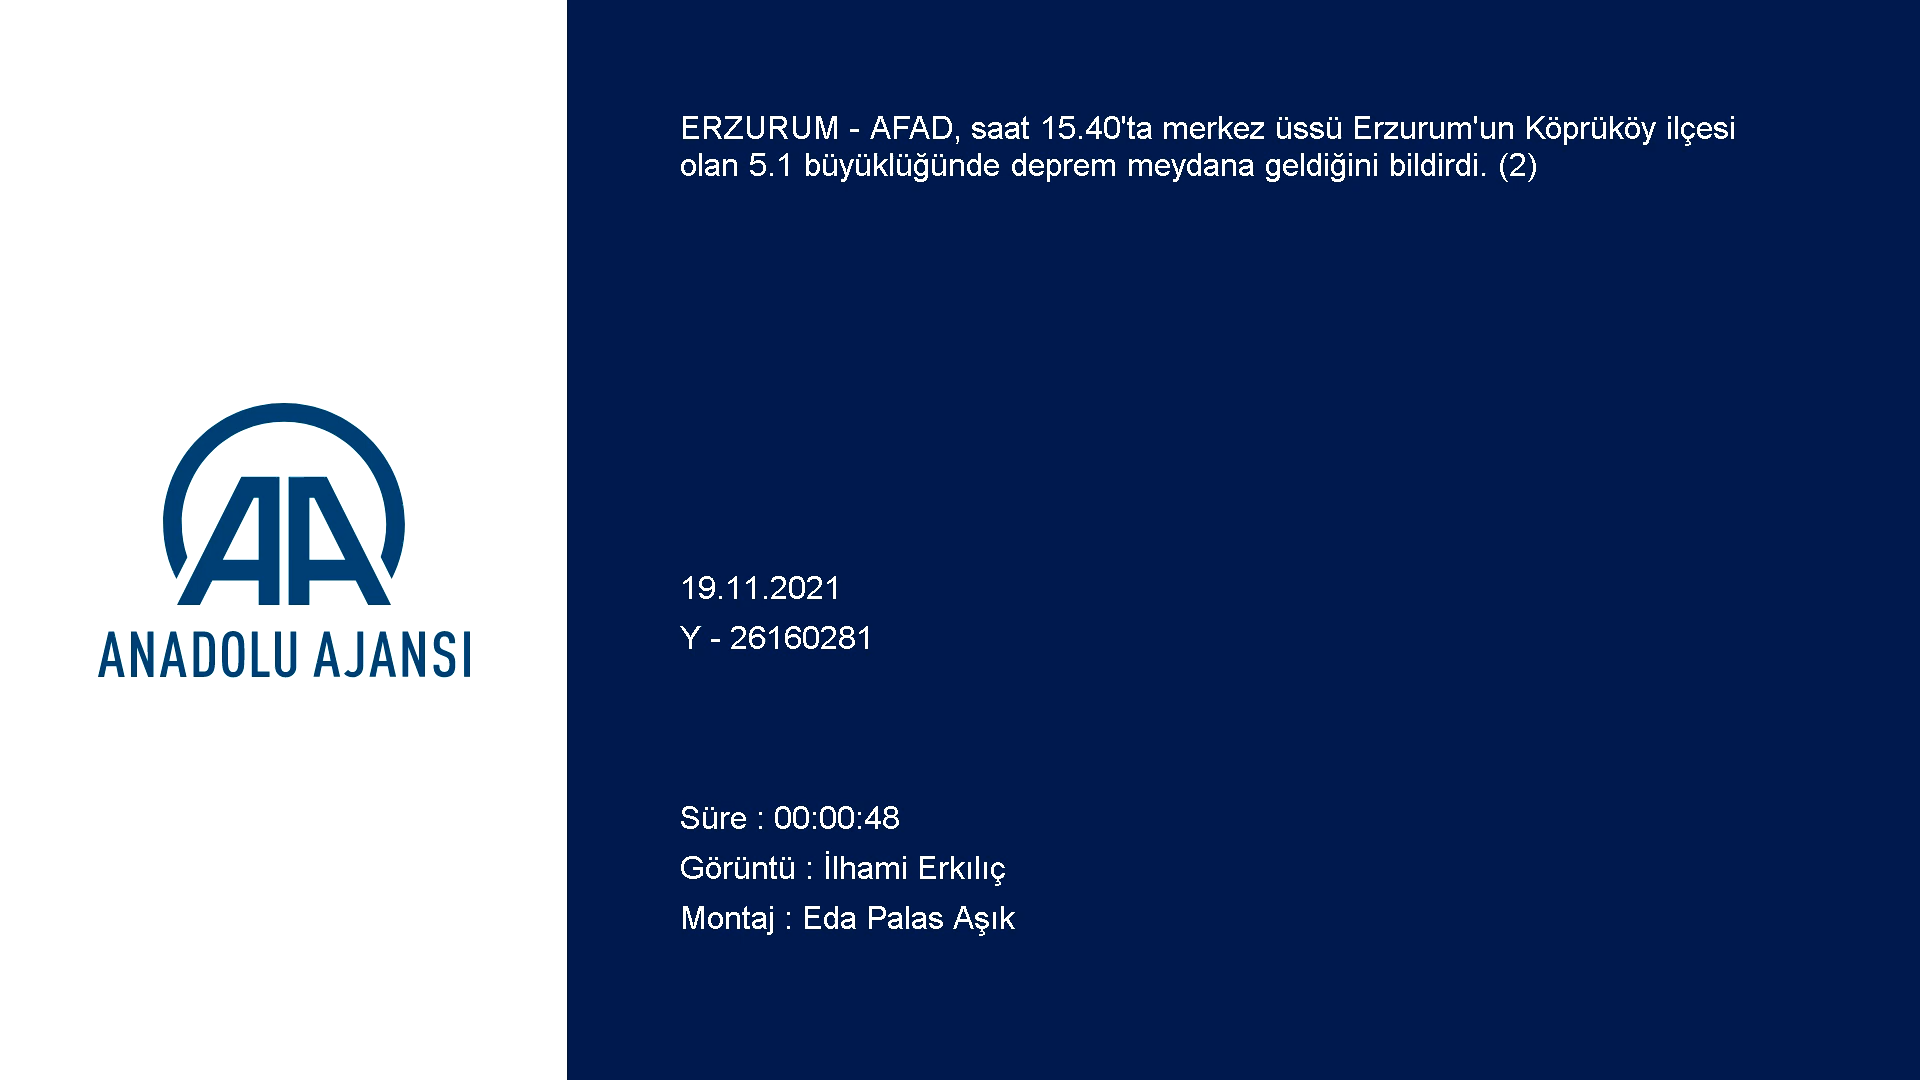 ERZURUM - AFAD, saat 15.40'ta merkez üssü Erzurum'un Köprüköy ilçesi
olan 5.1 büyüklüğünde deprem meydana geldiğini bildirdi. (2)
AA
ANADOLU AJANSI
19.11.2021
Y - 26160281
Süre : 00:00:48
Görüntü : İlhami Erkılıç
Montaj : Eda Palas Aşık